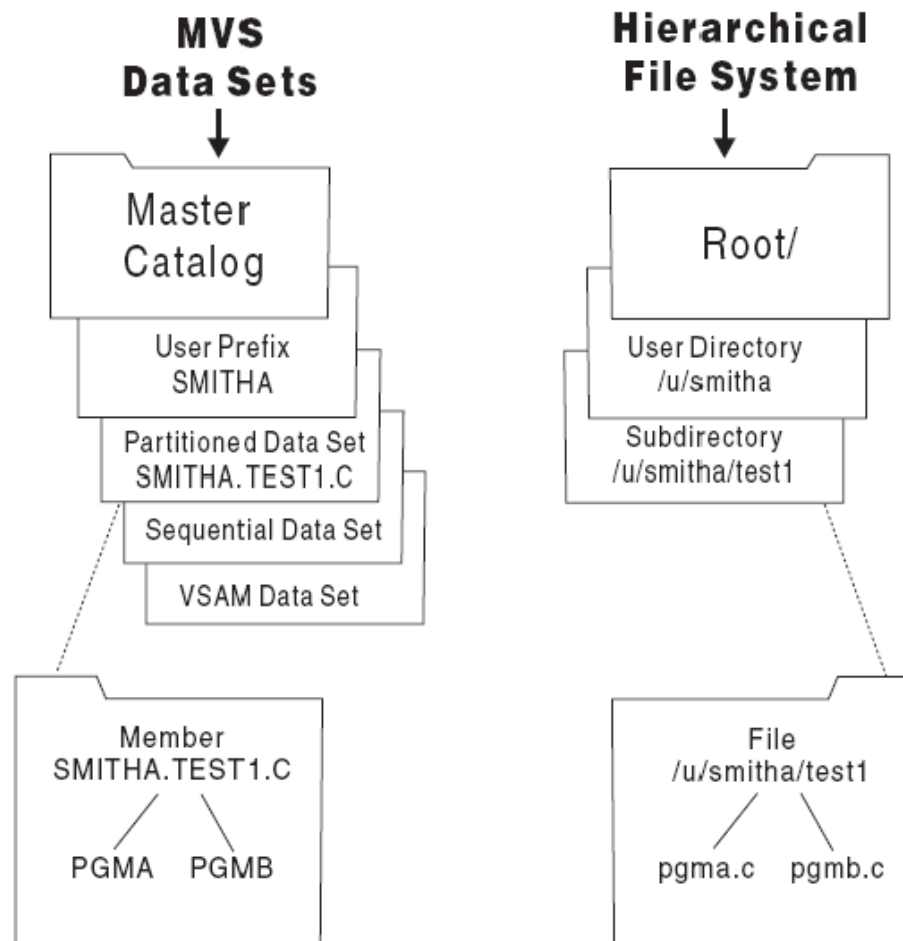 MVS
Data Sets
Master
Catalog
User Prefix
SMITHA
Partitioned Data Set
SMITHA.TEST1.C
Sequential Data Set
VSAM Data Set
Member
SMITHA.TEST1.C
PGMA PGMB
Hierarchical
File System
Root/
User Directory
/u/smitha
Subdirectory
/u/smitha/test1
File
/u/smitha/test1
pgma.c pgmb.c